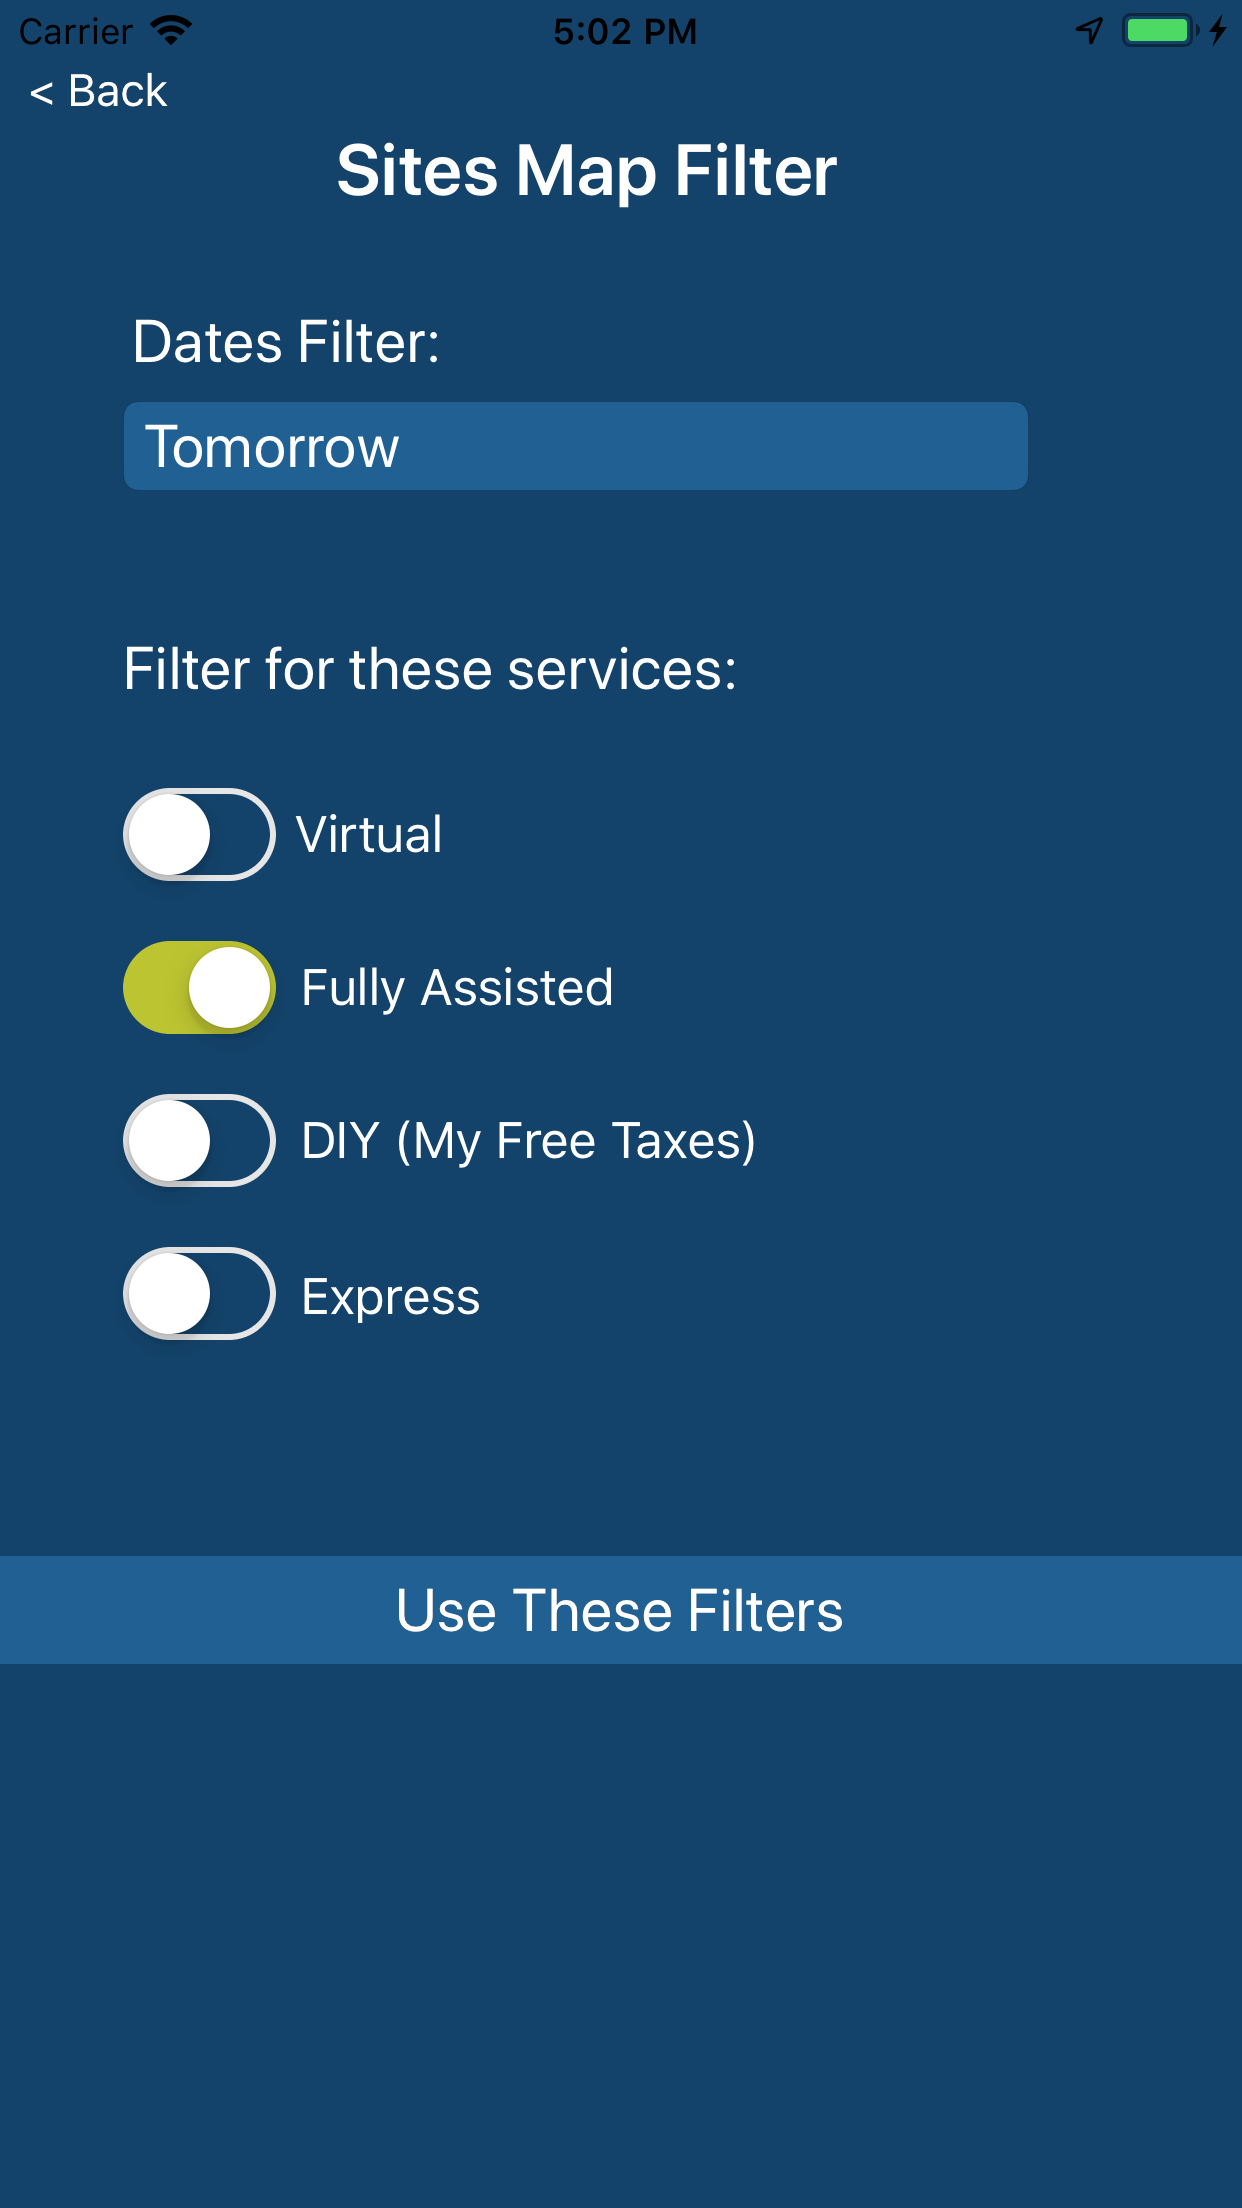 Carrier 5:02 PM
< Back
Sites Map Filter
Dates Filter:
Tomorrow
Filter for these services:
Virtual
Fully Assisted
DIY (My Free Taxes)
Express
Use These Filters